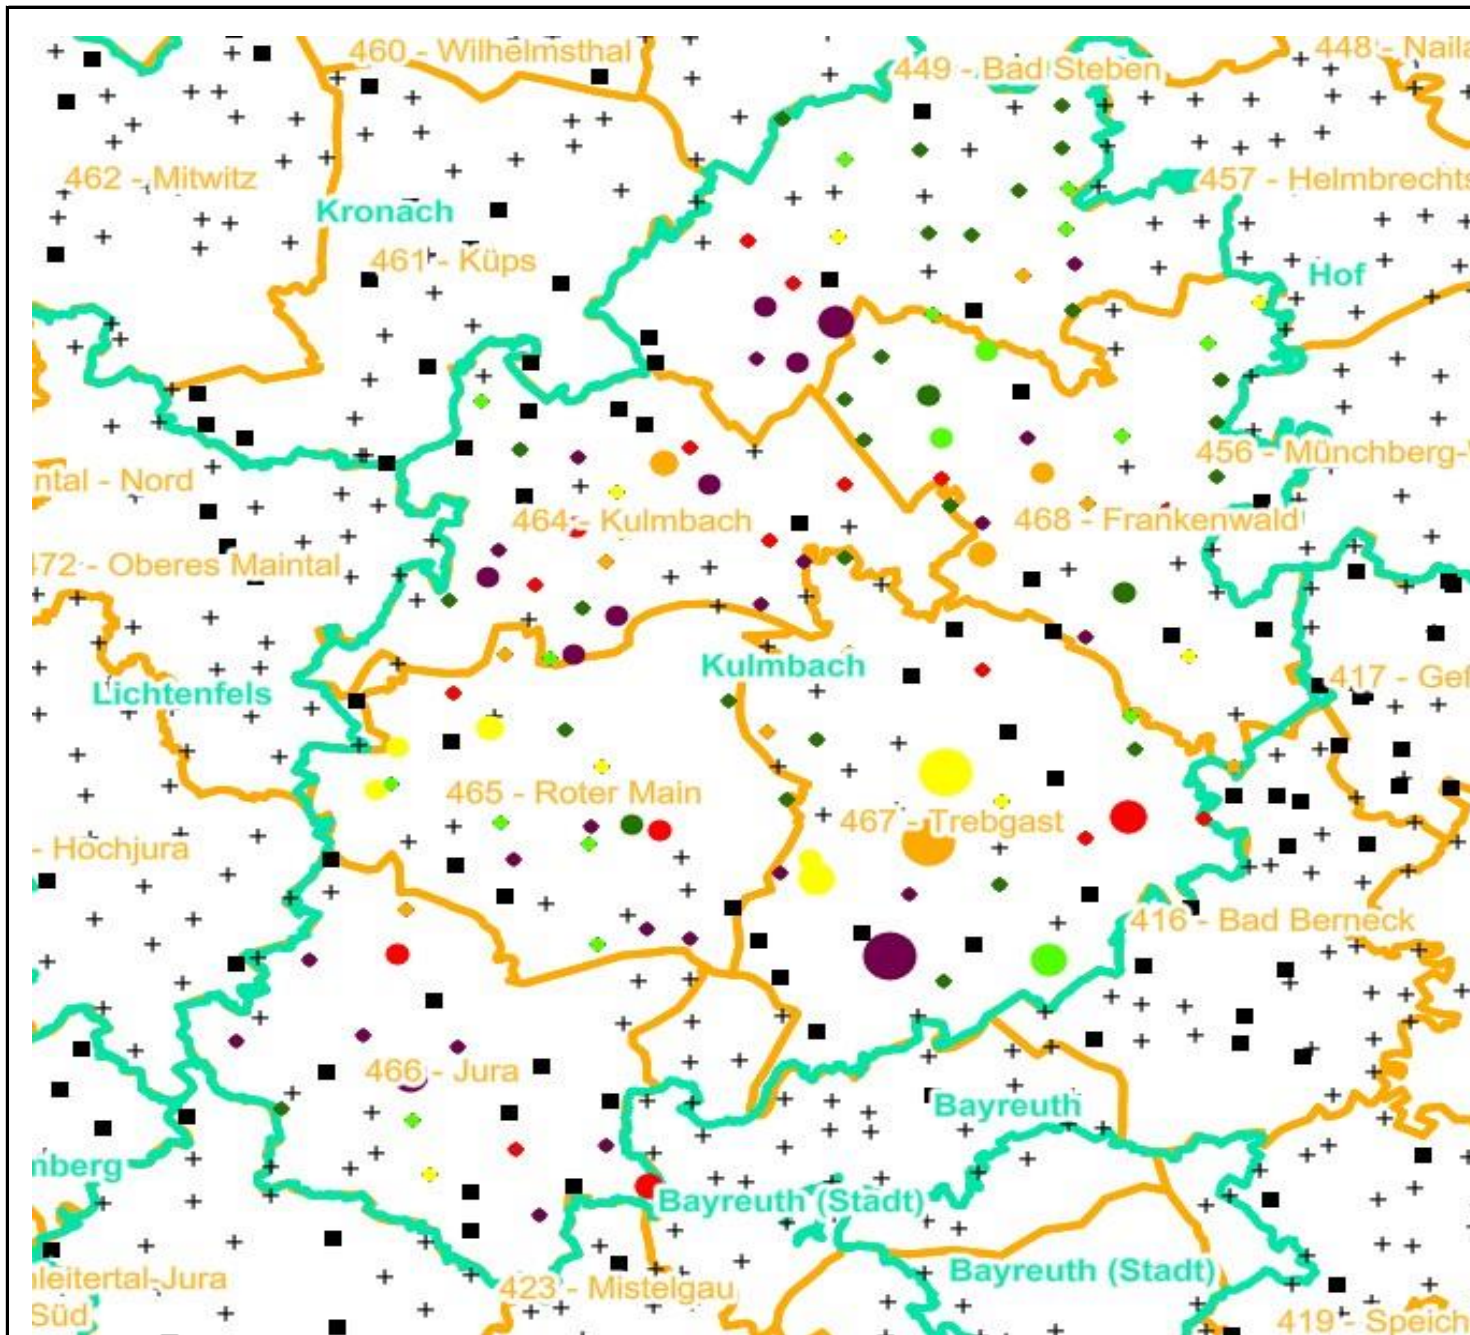 460 - Wilhelmsthal
448 - Naila
449 - Bad Steben
462 - Mitwitz
457 - Helmbrechts
Kronach
461 - Küps
Hof
456 - Münchberg-
ntal - Nord
464 - Kulmbach
468 - Frankenwald
472 - Oberes Maintal
Kulmbach
417 - Gef
Lichtenfels
465 - Roter Main
467 - Trebgast
- Hochjura
416 - Bad Berneck
466 - Jura
Bayreuth
mberg
Bayreuth (Stadt)
Bayreuth (Stadt)
nleitertal-Jura
423 - Mistelgau
Süd
419 - Speich